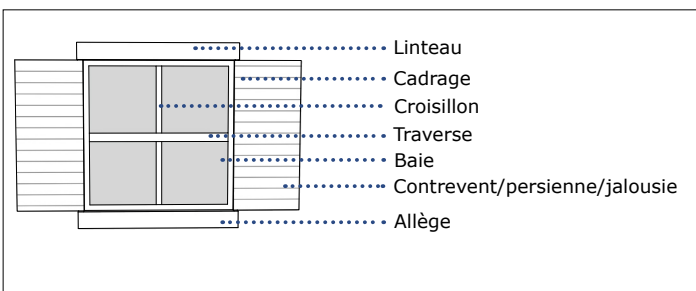 Linteau
Cadrage
Croisillon
Traverse
Baie
Contrevent/persienne/jalousie
Allège